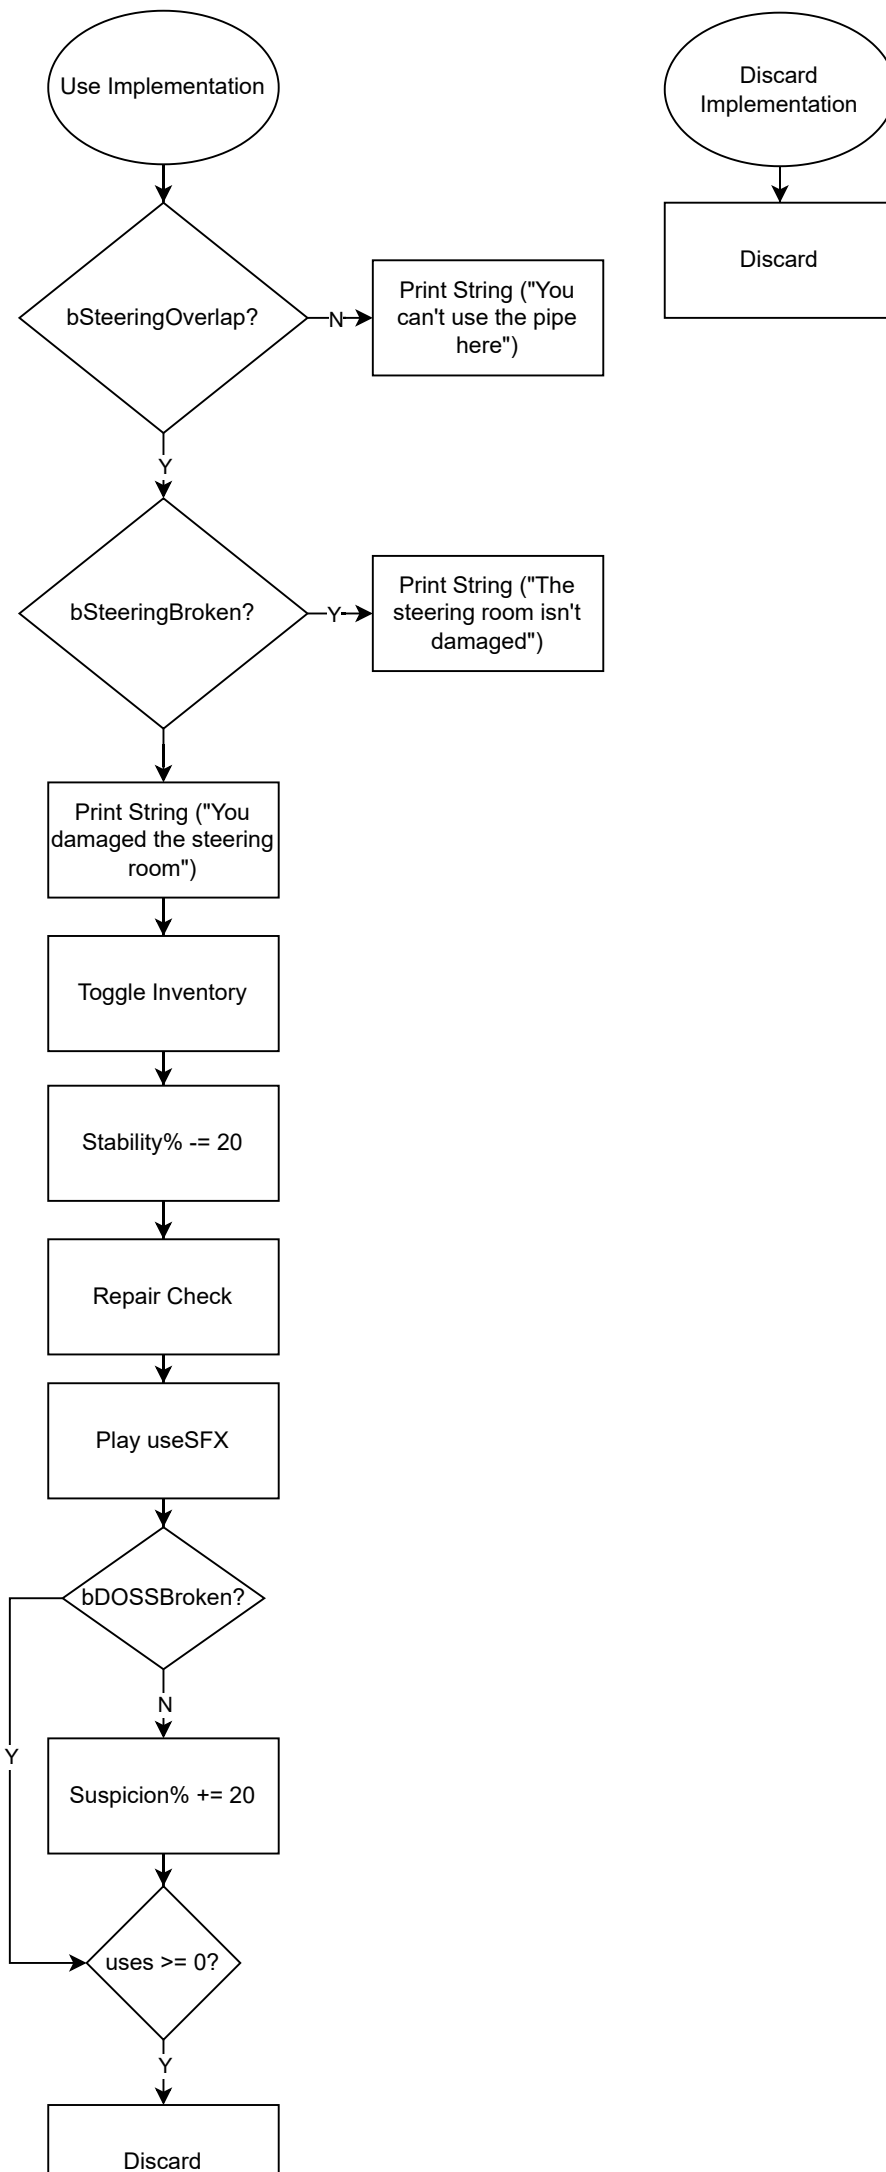 Use Implementation
Discard
Implementation
Discard
bSteeringOverlap?
N
Print String ("You
can't use the pipe
here")
Y
bSteeringBroken?
Y
Print String ("The
steering room isn't
damaged")
Print String ("You
damaged the steering
room")
Toggle Inventory
Stability% -= 20
Repair Check
Play useSFX
bDOSSBroken?
N
Y
Suspicion% += 20
uses >= 0?
Y
Discard